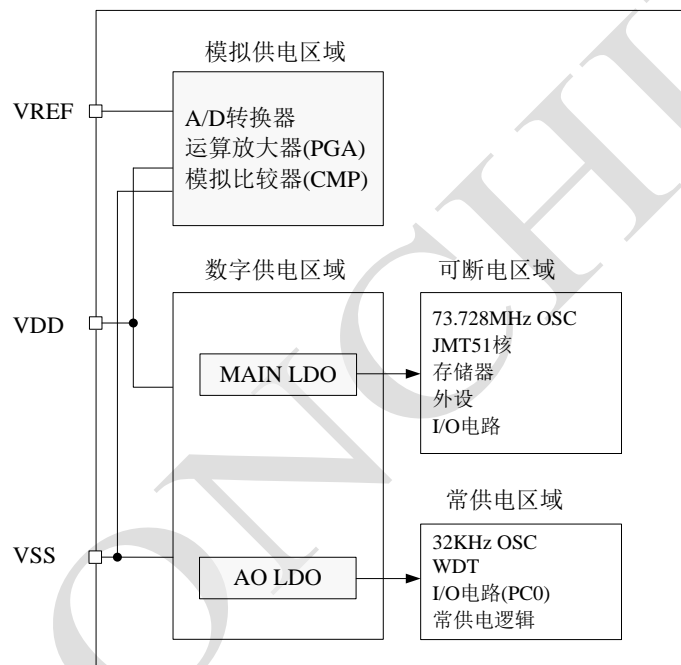 模拟供电区域
VREF
A/D转换器
运算放大器(PGA)
模拟比较器(CMP)
数字供电区域
可断电区域
VDD
MAIN LDO
73.728MHz OSC
JMT51核
存储器
外设
I/O电路
常供电区域
VSS
AO LDO
32KHz OSC
WDT
I/O电路(PC0)
常供电逻辑
ONCHI